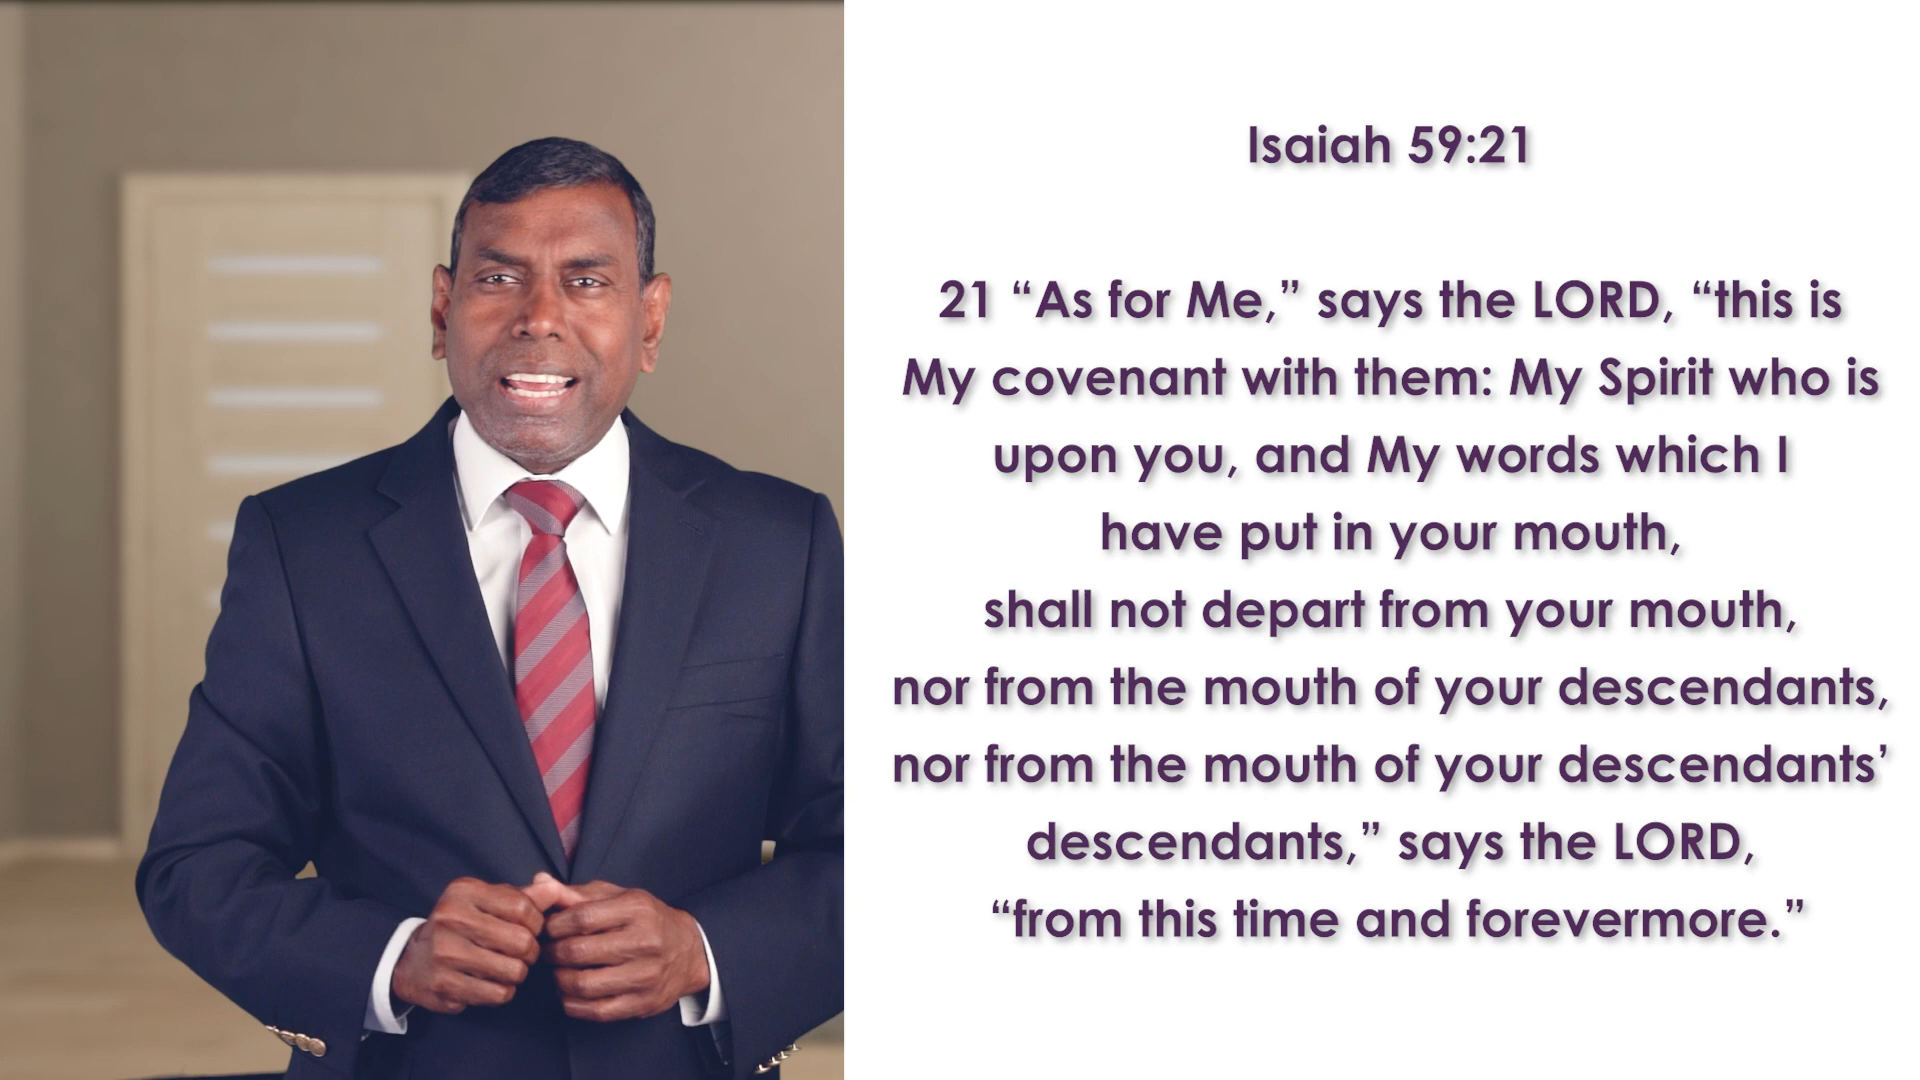 Isaiah 59:21
21 “As for Me,” says the LORD, “this is
My covenant with them: My Spirit who is
upon you, and My words which I
have put in your mouth,
shall not depart from your mouth,
nor from the mouth of your descendants,
nor from the mouth of your descendants’
descendants,” says the LORD,
“from this time and forevermore.”